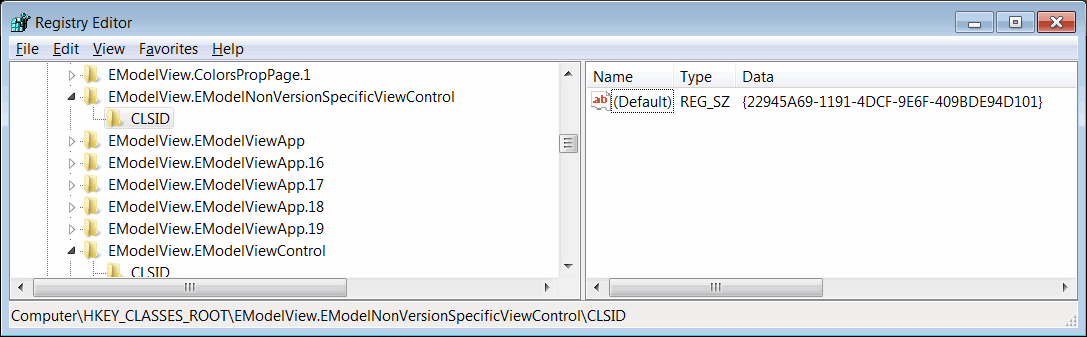 Registry Editor
File Edit View Favorites Help
EModelView.ColorsPropPage.1
EModelView.EModelNonVersionSpecificViewControl
CLSID
EModelView.EModelViewApp
EModelView.EModelViewApp.16
EModelView.EModelViewApp.17
EModelView.EModelViewApp.18
EModelView.EModelViewApp.19
EModelView.EModelViewControl
CLSID
Name Type Data
ab (Default) REG_SZ {22945A69-1191-4DCF-9E6F-409BDE94D101}
Computer\HKEY_CLASSES_ROOT\EModelView.EModelNonVersionSpecificViewControl\CLSID